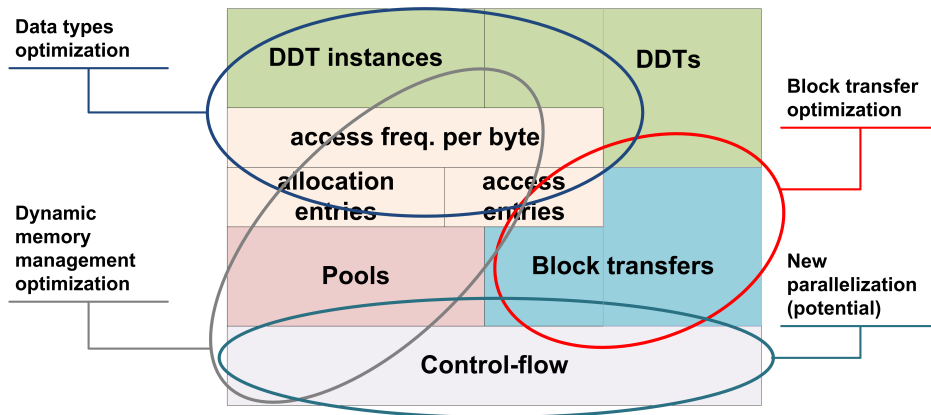 Data types
optimization
DDT instances
DDTs
Block transfer
optimization
access freq. per byte
allocation
entries
access
entries
Dynamic
memory
management
optimization
Pools
Block transfers
New
parallelization
(potential)
Control-flow